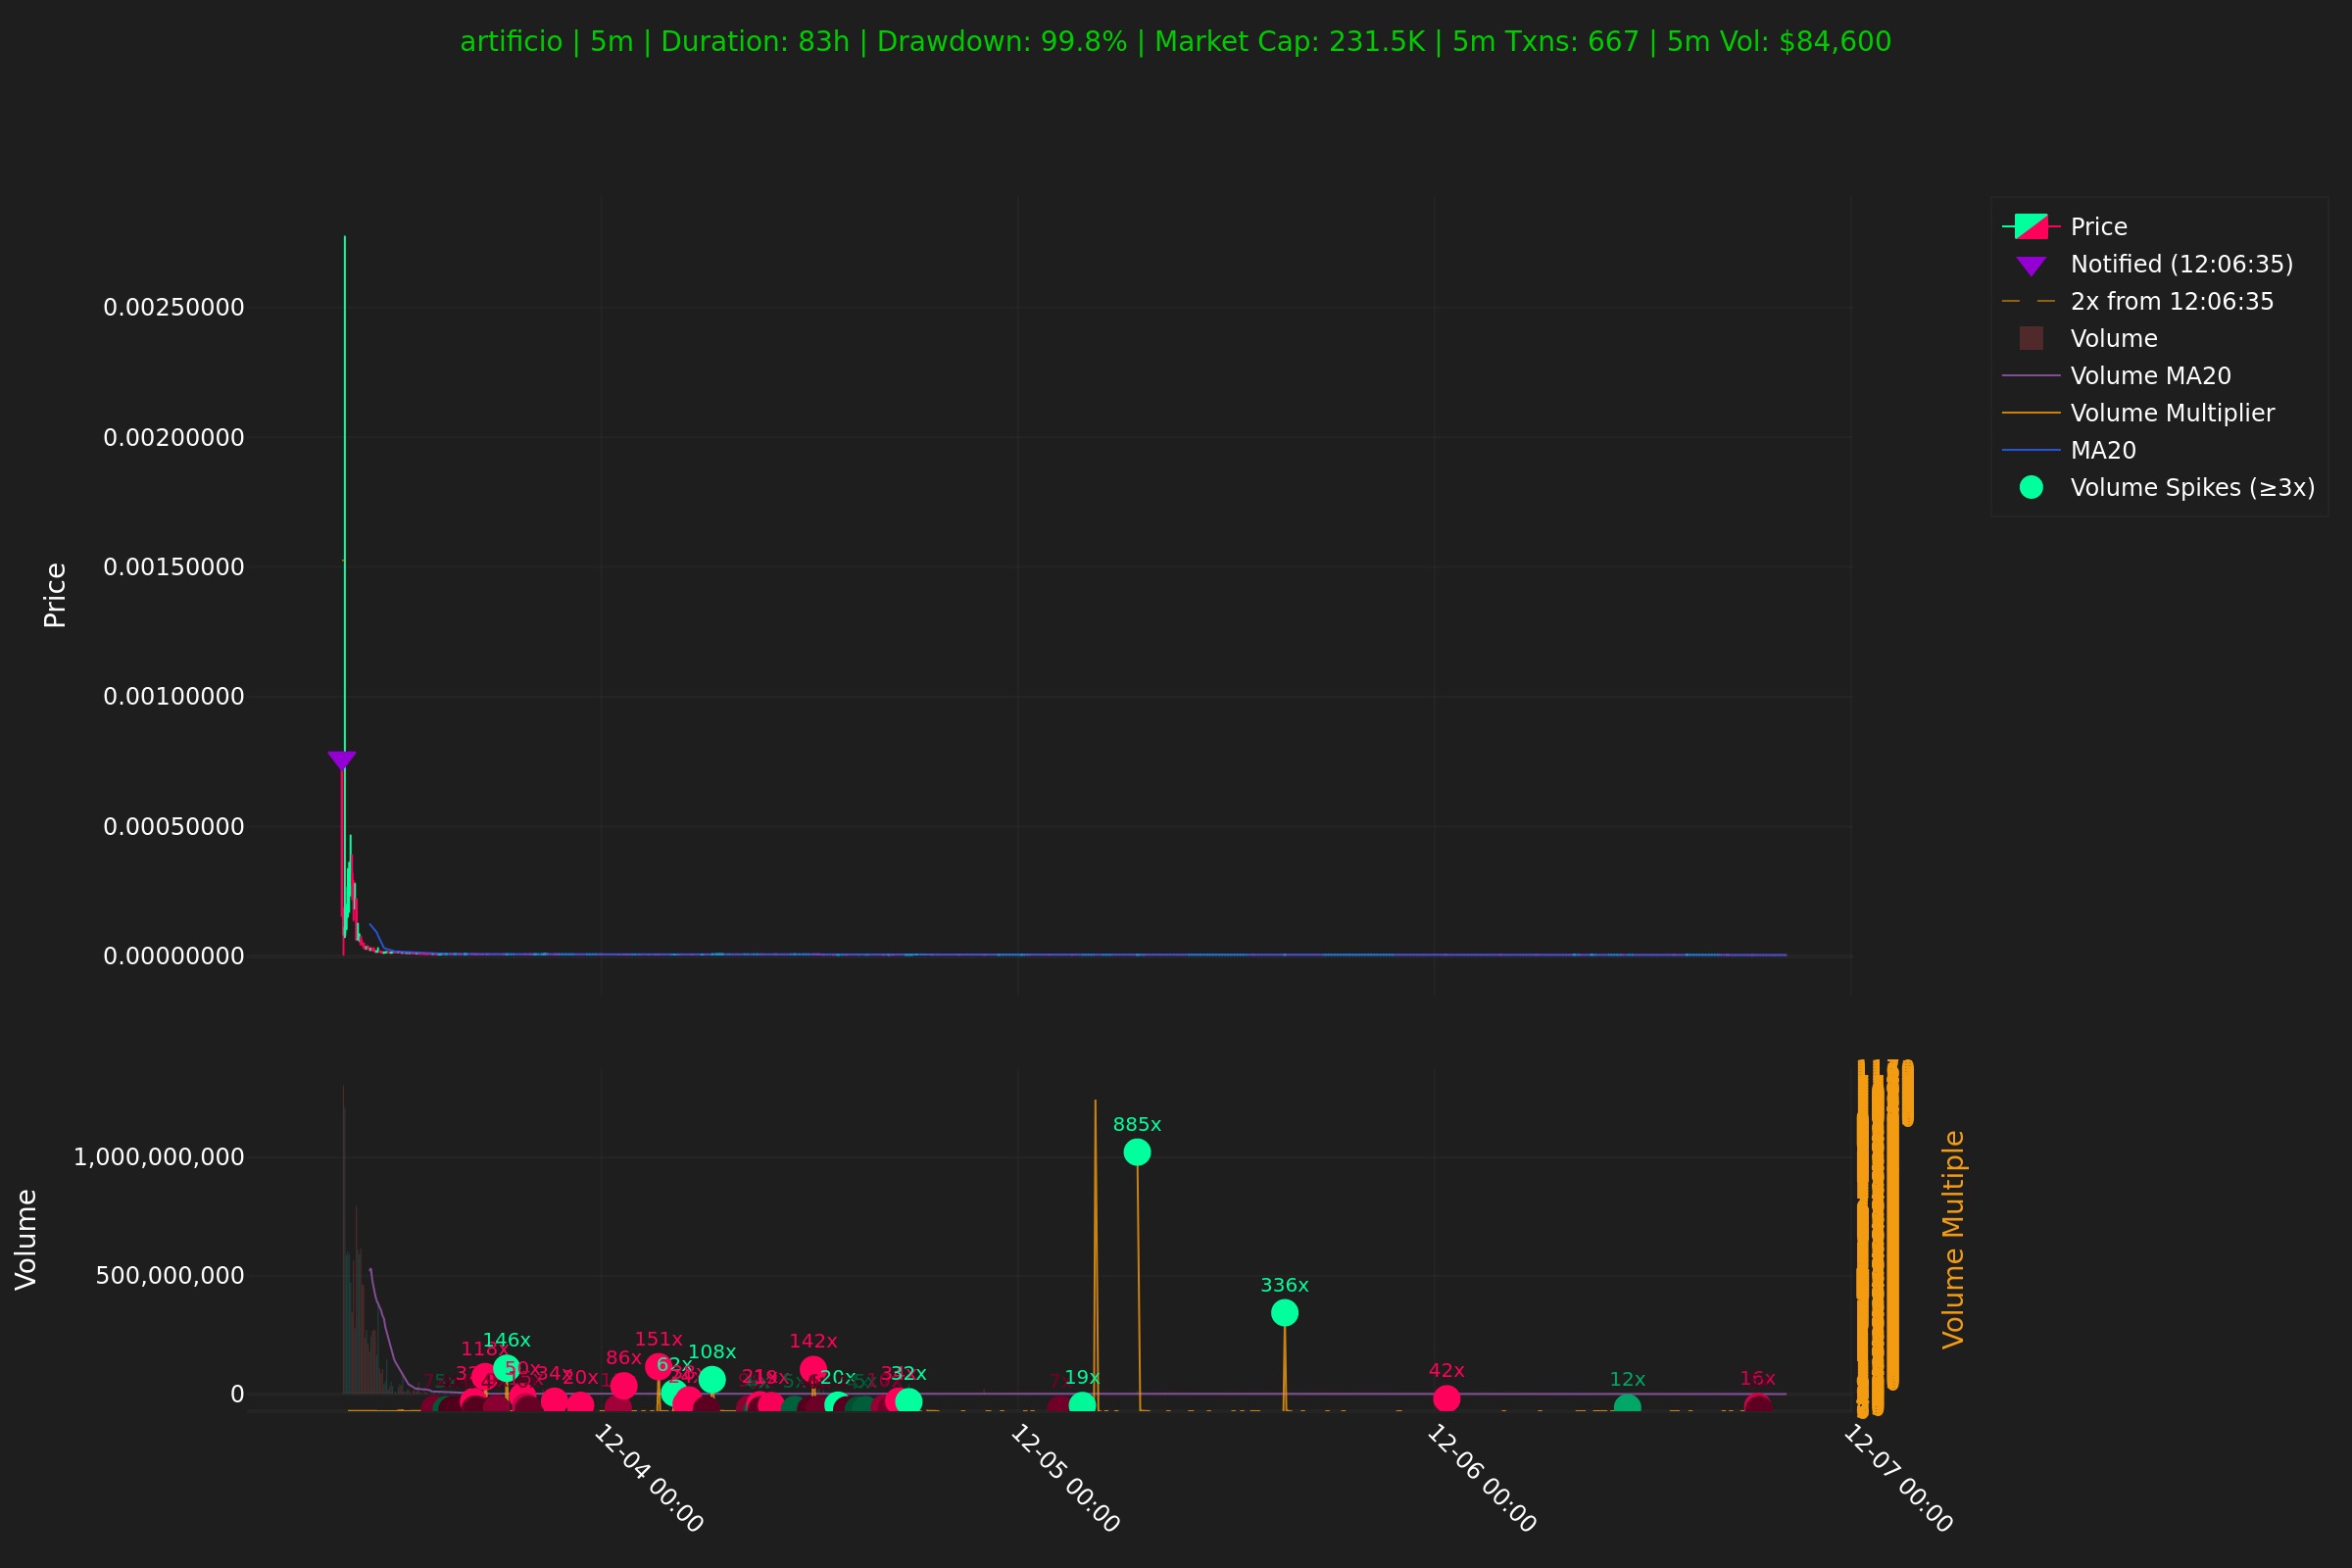 artificio | 5m | Duration: 83h | Drawdown: 99.8% | Market Cap: 231.5K | 5m Txns: 667 | 5m Vol: $84,600
Price
Notified (12:06:35)
2x from 12:06:35
Volume
Volume MA20
Volume Multiplier
MA20
Volume Spikes (≥3x)
Price
0.00250000
0.00200000
0.00150000
0.00100000
0.00050000
0.00000000
Volume
1,000,000,000
500,000,000
0
885x
336x
118x
146x
50x
34x
20x
86x
151x
62x
108x
142x
20x
32x
19x
42x
12x
16x
Volume Multiple
12-04 00:00
12-05 00:00
12-06 00:00
12-07 00:00